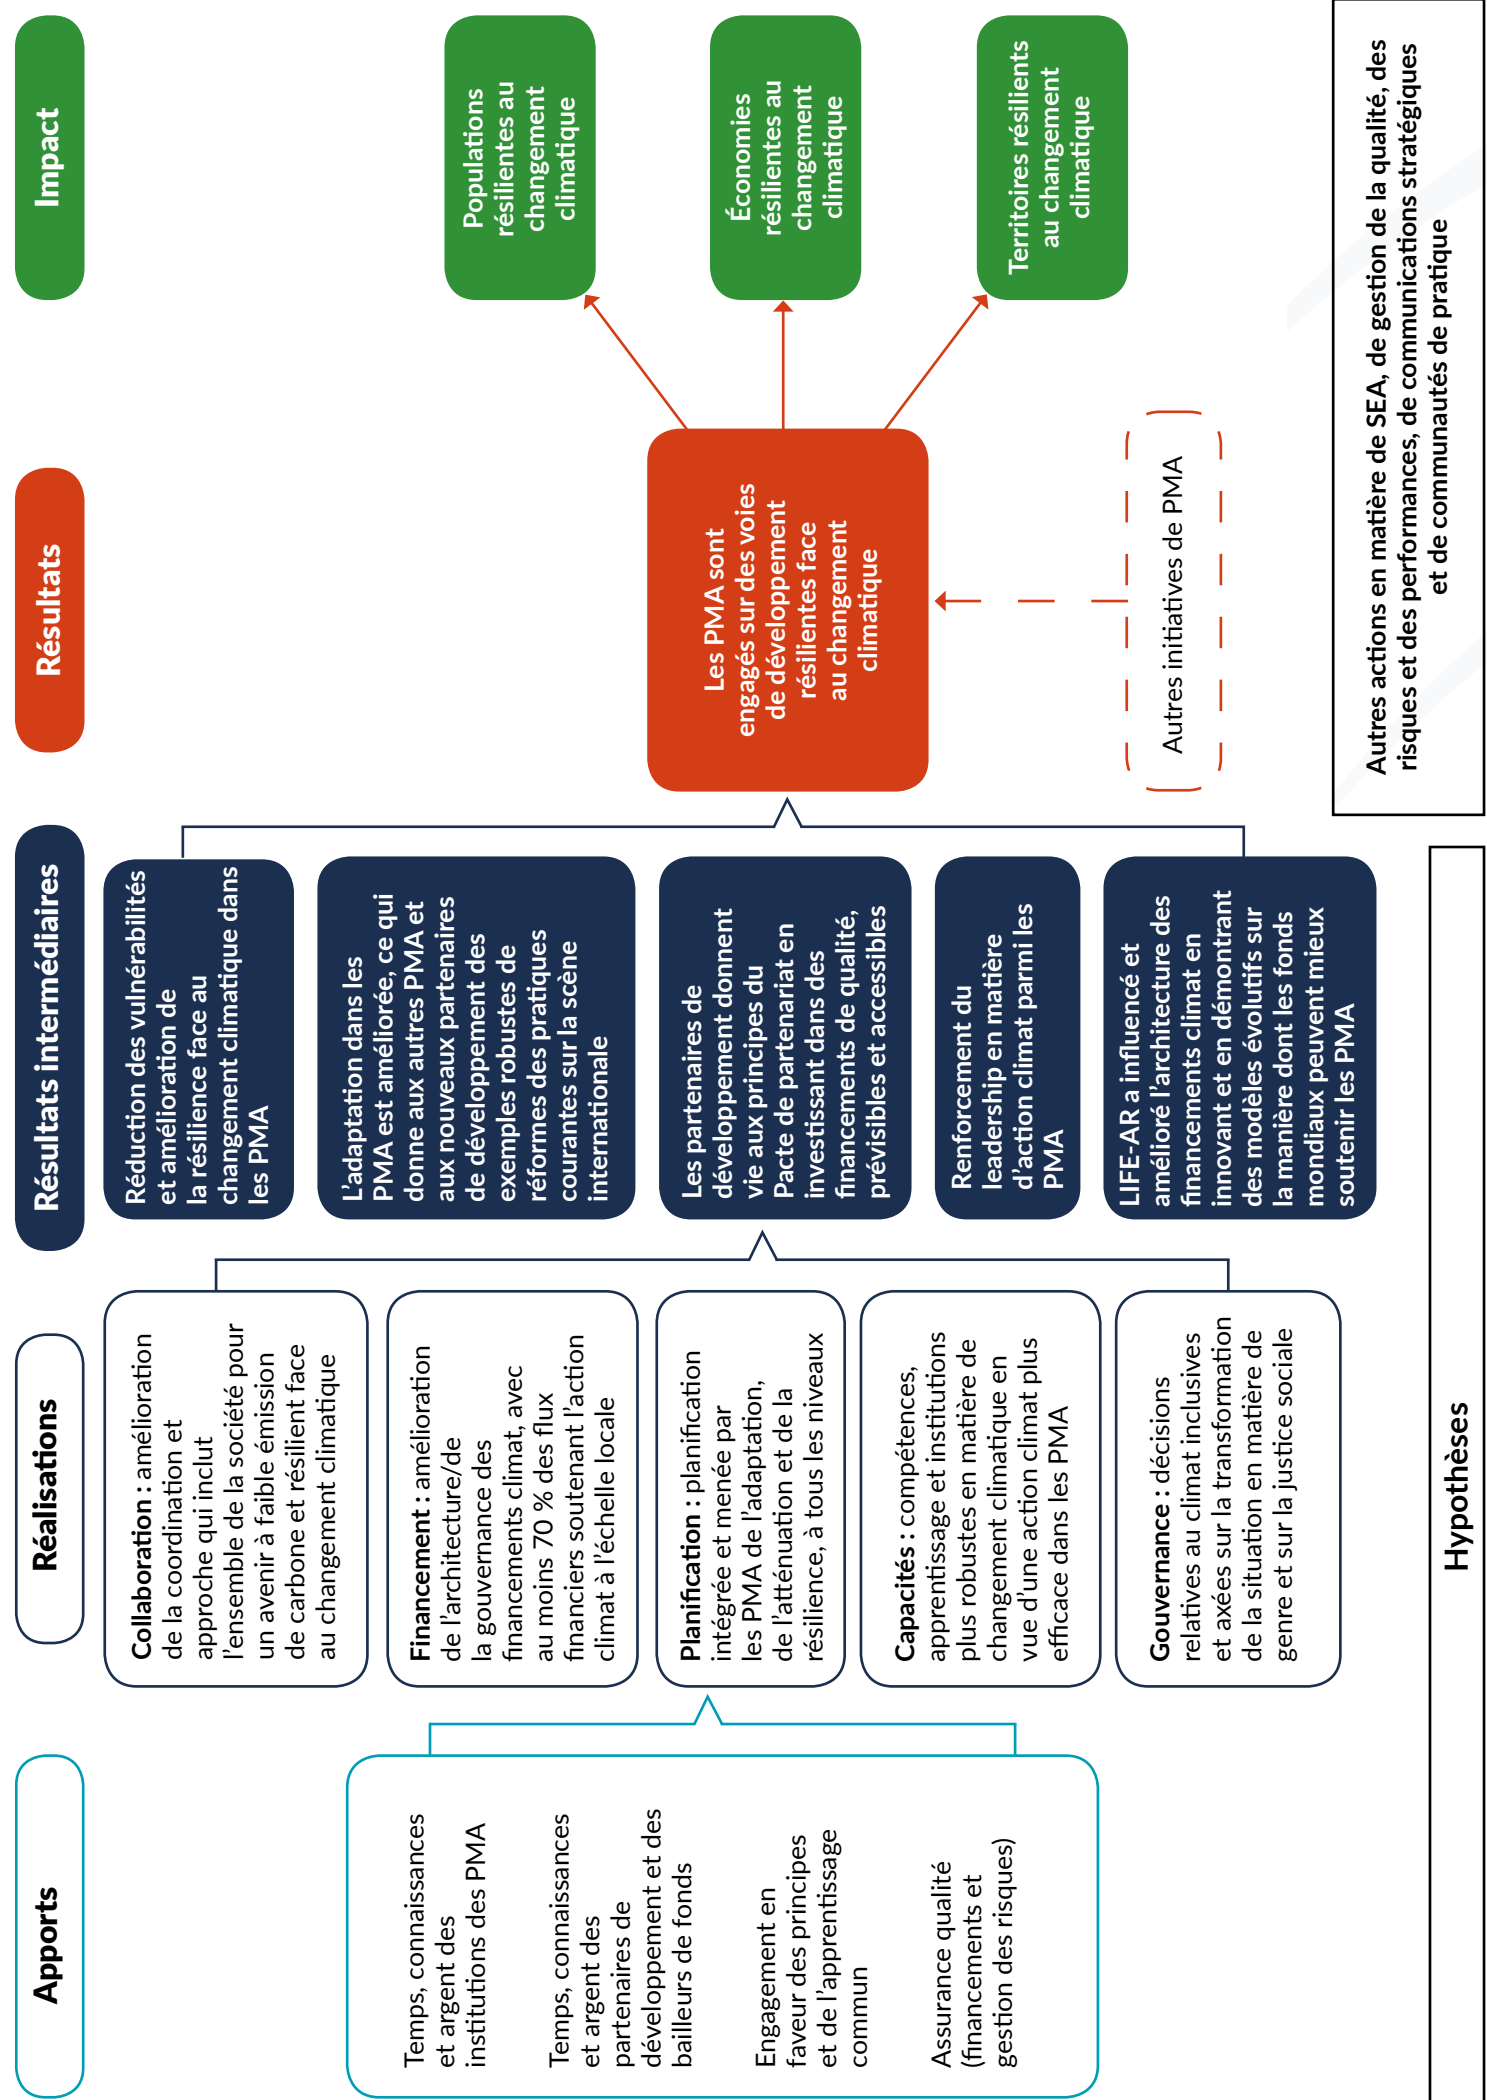 Apports
Temps, connaissances
et argent des
institutions des PMA
Temps, connaissances
et argent des
partenaires de
développement et des
bailleurs de fonds
Engagement en
faveur des principes
et de l'apprentissage
commun
Assurance qualité
(financements et
gestion des risques)
Réalisations
Collaboration : amélioration
de la coordination et
approche qui inclut
l'ensemble de la société pour
un avenir à faible émission
de carbone et résilient face
au changement climatique
Financement : amélioration
de l'architecture/de
la gouvernance des
financements climat, avec
au moins 70 % des flux
financiers soutenant l'action
climat à l'échelle locale
Planification : planification
intégrée et menée par
les PMA de l'adaptation,
de l'atténuation et de la
résilience, à tous les niveaux
Capacités : compétences,
apprentissage et institutions
plus robustes en matière de
changement climatique en
vue d'une action climat plus
efficace dans les PMA
Gouvernance : décisions
relatives au climat inclusives
et axées sur la transformation
de la situation en matière de
genre et sur la justice sociale
Résultats intermédiaires
Réduction des vulnérabilités
et amélioration de
la résilience face au
changement climatique dans
les PMA
L'adaptation dans les
PMA est améliorée, ce qui
donne aux autres PMA et
aux nouveaux partenaires
de développement des
exemples robustes de
réformes des pratiques
courantes sur la scène
internationale
Les partenaires de
développement donnent
vie aux principes du
Pacte de partenariat en
investissant dans des
financements de qualité,
prévisibles et accessibles
Renforcement du
leadership en matière
d'action climat parmi les
PMA
LIFE-AR a influencé et
amélioré l'architecture des
financements climat en
innovant et en démontrant
des modèles évolutifs sur
la manière dont les fonds
mondiaux peuvent mieux
soutenir les PMA
Résultats
Les PMA sont
engagés sur des voies
de développement
résilientes face
au changement
climatique
Autres initiatives de PMA
Impact
Populations
résilientes au
changement
climatique
Économies
résilientes au
changement
climatique
Territoires résilients
au changement
climatique
Hypothèses
Autres actions en matière de SEA, de gestion de la qualité, des
risques et des performances, de communications stratégiques
et de communautés de pratique